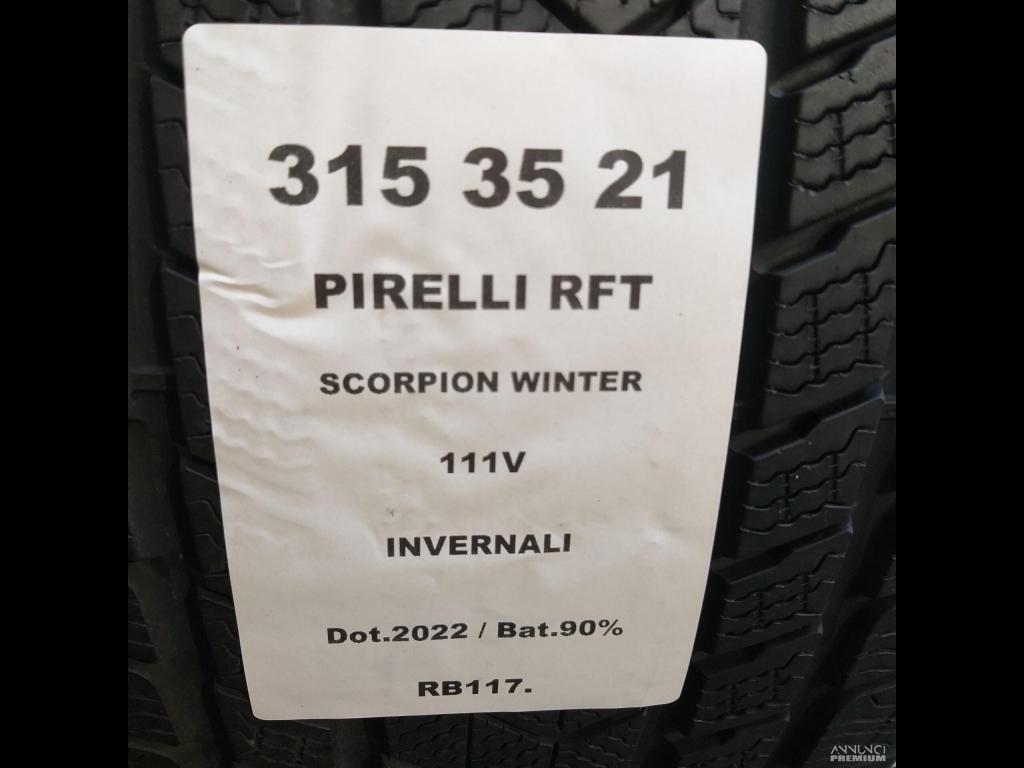 315 35 21
PIRELLI RFT
SCORPION WINTER
111V
INVERNALI
Dot.2022 / Bat.90%
RB117.
ANNUNCI
PREMIUM